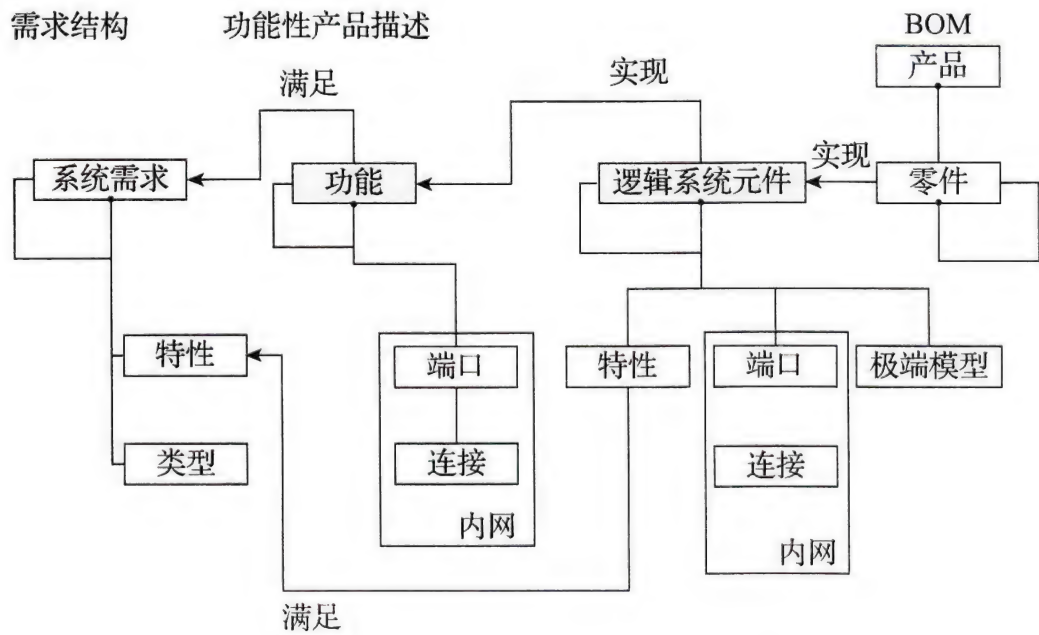 需求结构
功能性产品描述
BOM
产品
满足
实现
实现
系统需求
功能
逻辑系统元件
零件
特性
端口
特性
端口
极端模型
类型
连接
连接
内网
内网
满足